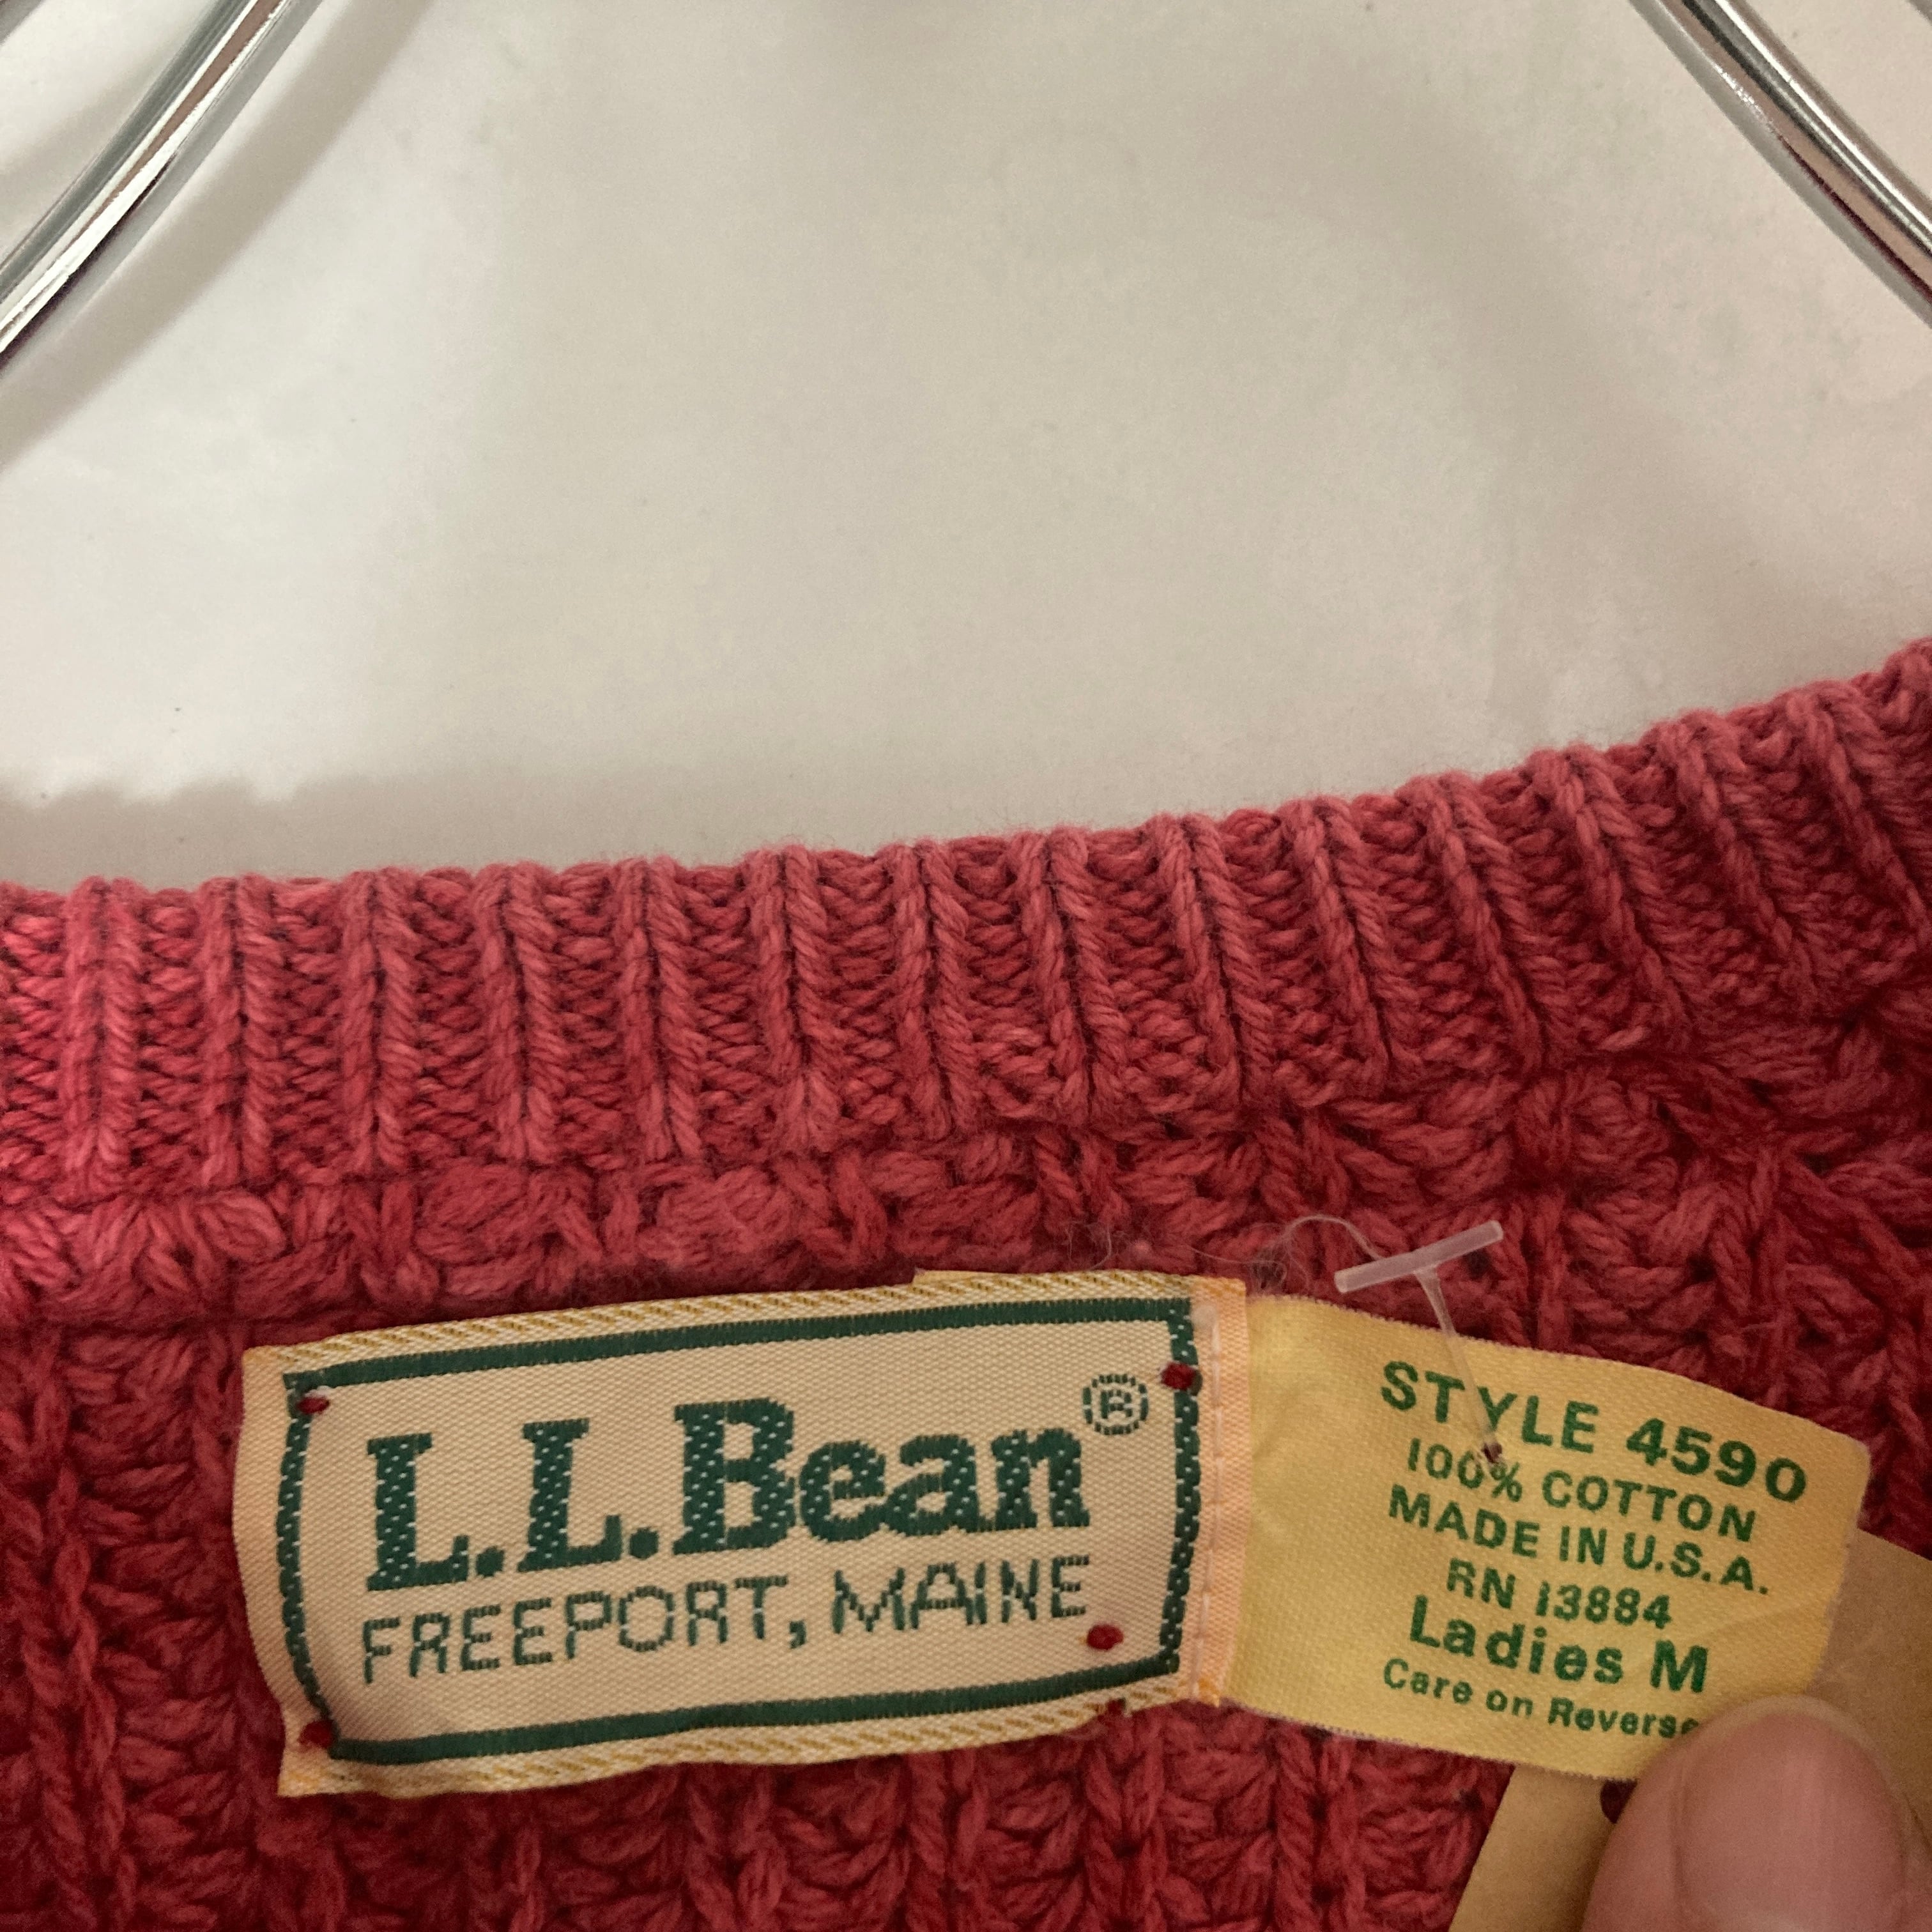 L.L.Bean®
FREEPORT, MAINE
STYLE 4590
100% COTTON
MADE IN U.S.A.
RN 13884
Ladies M
Care on Reverse